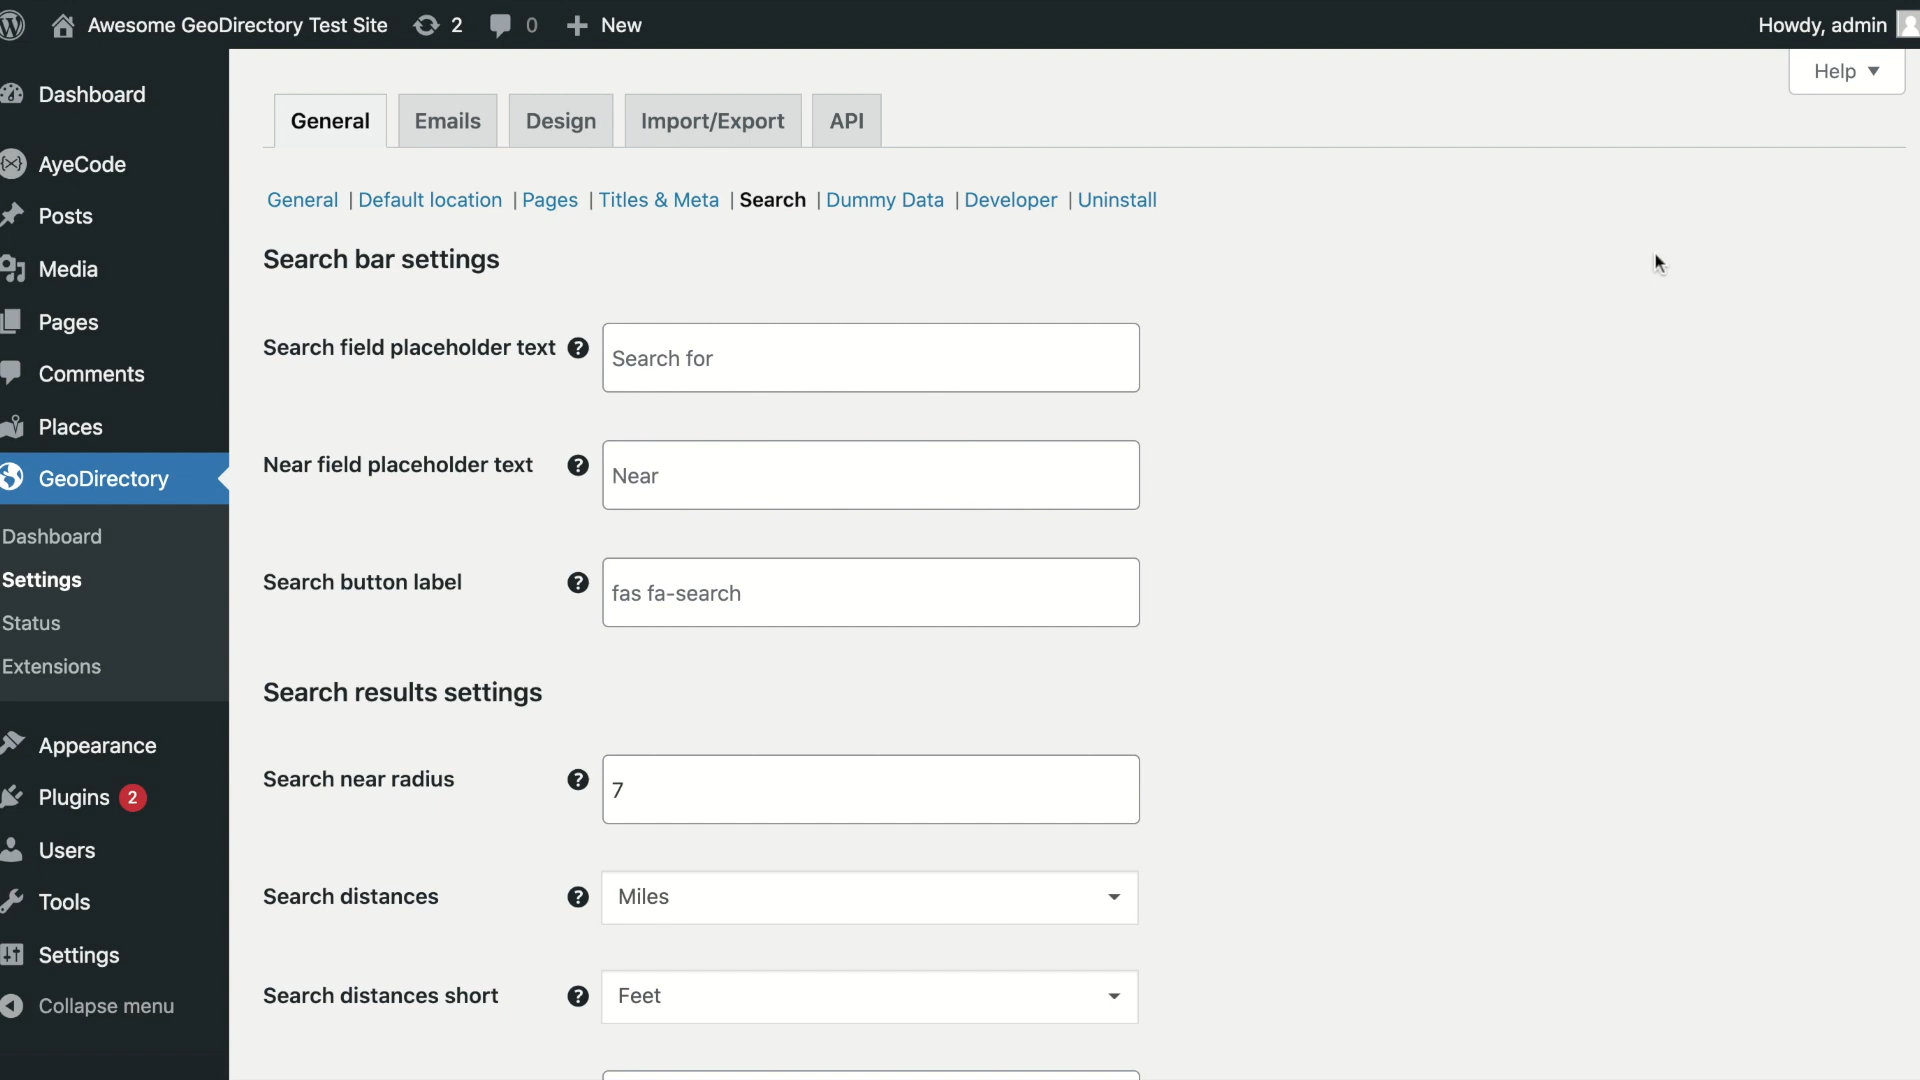 Awesome GeoDirectory Test Site 2 0 New Howdy, admin
Help
Dashboard
AyeCode
Posts
Media
Pages
Comments
Places
GeoDirectory
Dashboard
Settings
Status
Extensions
Appearance
Plugins 2
Users
Tools
Settings
Collapse menu
General Emails Design Import/Export API
General | Default location | Pages | Titles & Meta | Search | Dummy Data | Developer | Uninstall
Search bar settings
Search field placeholder text ? Search for
Near field placeholder text ? Near
Search button label ? fas fa-search
Search results settings
Search near radius ? 7
Search distances ? Miles
Search distances short ? Feet